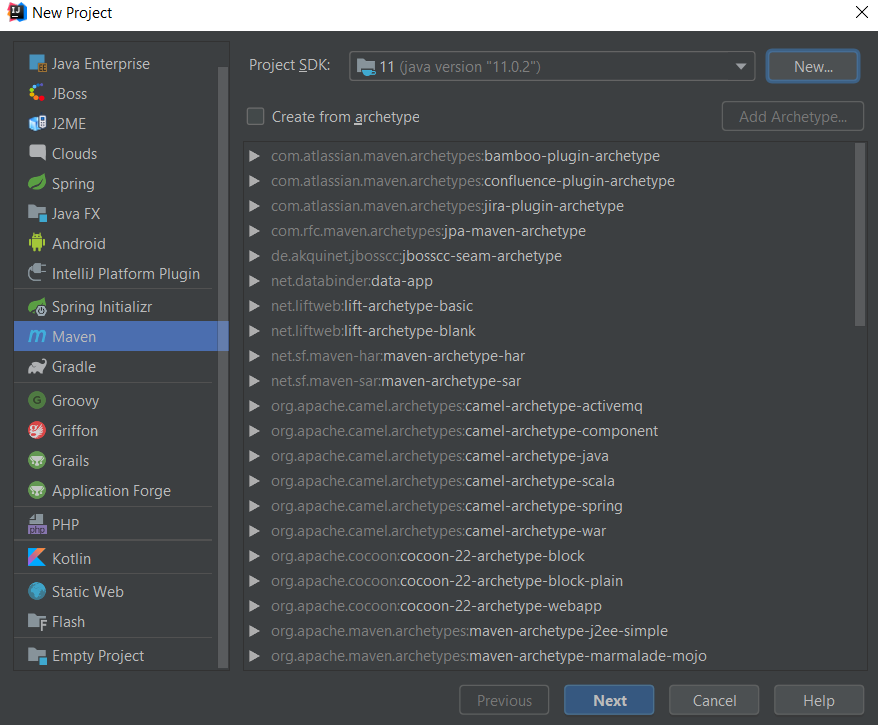 New Project
Java Enterprise
JBoss
J2ME
Clouds
Spring
Java FX
Android
IntelliJ Platform Plugin
Spring Initializr
Maven
Gradle
Groovy
Griffon
Grails
Application Forge
PHP
Kotlin
Static Web
Flash
Empty Project
Project SDK: 11 (java version "11.0.2") New...
Create from archetype Add Archetype...
com.atlassian.maven.archetypes:bamboo-plugin-archetype
com.atlassian.maven.archetypes:confluence-plugin-archetype
com.atlassian.maven.archetypes:jira-plugin-archetype
com.rfc.maven.archetypes:jpa-maven-archetype
de.akquinet.jbosscc:jbosscc-seam-archetype
net.databinder:data-app
net.liftweb:lift-archetype-basic
net.liftweb:lift-archetype-blank
net.sf.maven-har:maven-archetype-har
net.sf.maven-sar:maven-archetype-sar
org.apache.camel.archetypes:camel-archetype-activemq
org.apache.camel.archetypes:camel-archetype-component
org.apache.camel.archetypes:camel-archetype-java
org.apache.camel.archetypes:camel-archetype-scala
org.apache.camel.archetypes:camel-archetype-spring
org.apache.camel.archetypes:camel-archetype-war
org.apache.cocoon:cocoon-22-archetype-block
org.apache.cocoon:cocoon-22-archetype-block-plain
org.apache.cocoon:cocoon-22-archetype-webapp
org.apache.maven.archetypes:maven-archetype-j2ee-simple
org.apache.maven.archetypes:maven-archetype-marmalade-mojo
Previous Next Cancel Help